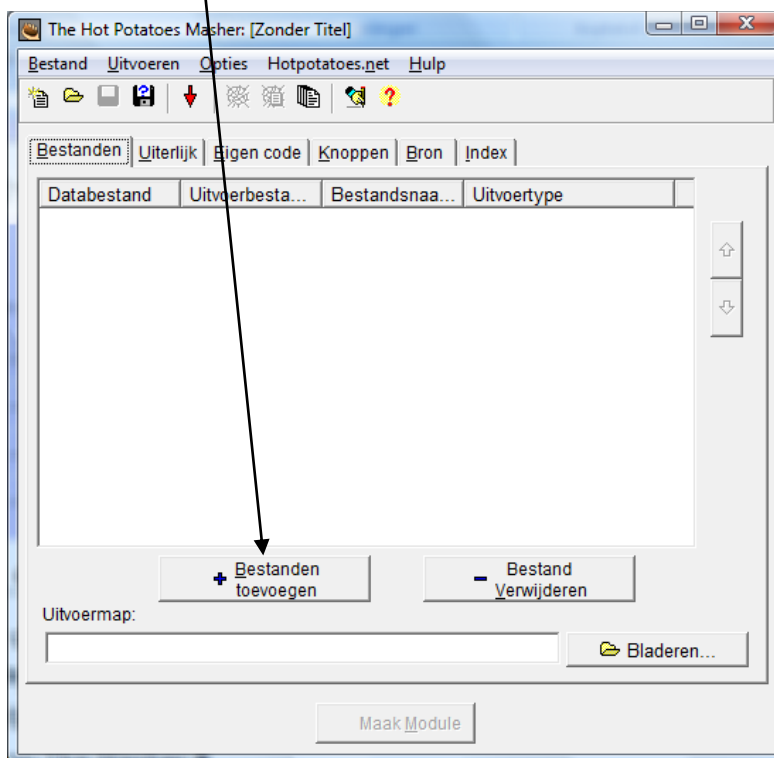 The Hot Potatoes Masher: [Zonder Titel]
Bestand Uitvoeren Opties Hotpotatoes.net Hulp
Bestanden Uiterlijk Eigen code Knoppen Bron Index
Databestand Uitvoerbesta... Bestandsnaa... Uitvoertype
+ Bestanden toevoegen
- Bestand Verwijderen
Uitvoermap:
Bladeren...
Maak Module